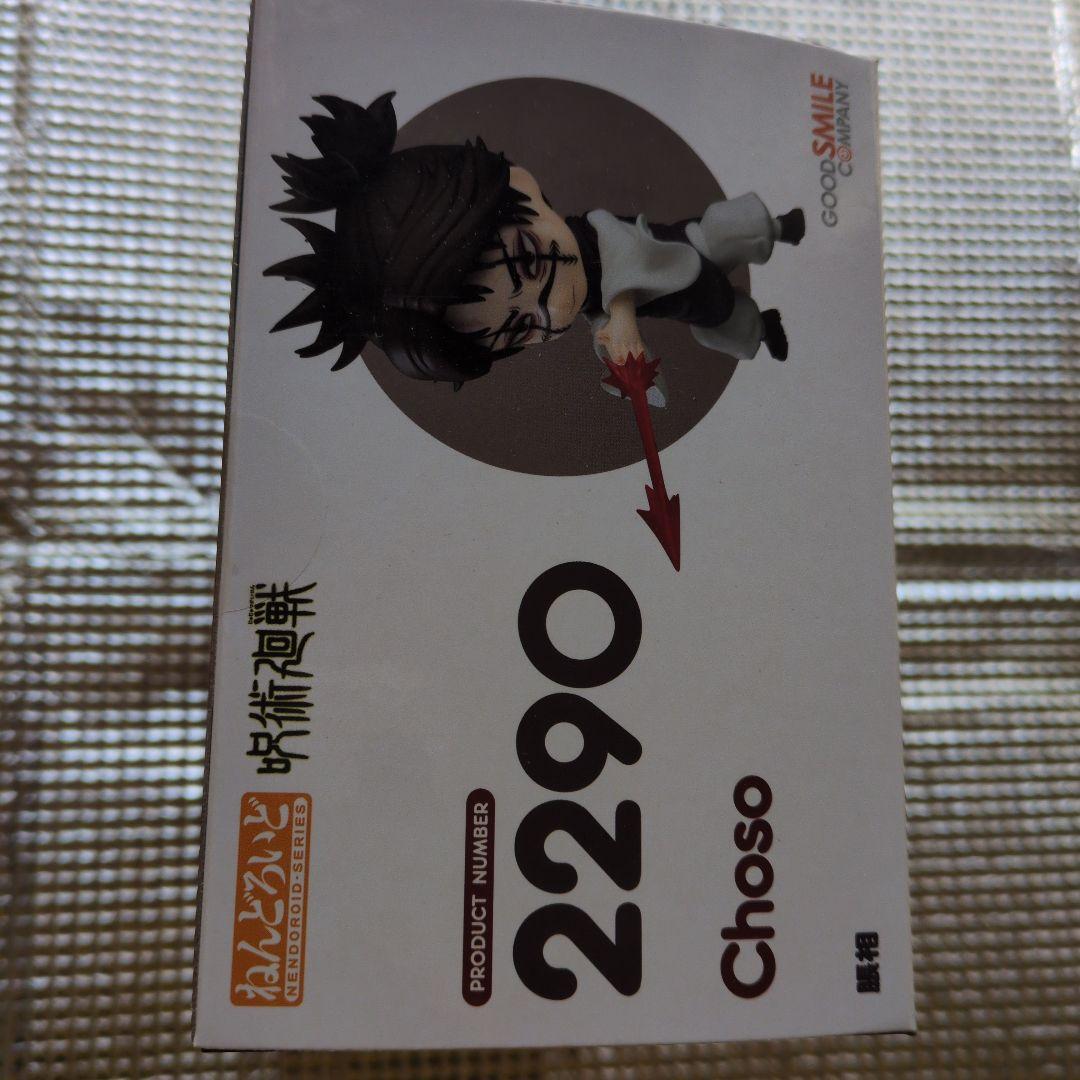 ねんどろいど
NENDOROID·SERIES
呪術廻戦
PRODUCT NUMBER
2290
Choso
脹相
GOOD SMILE
COMPANY